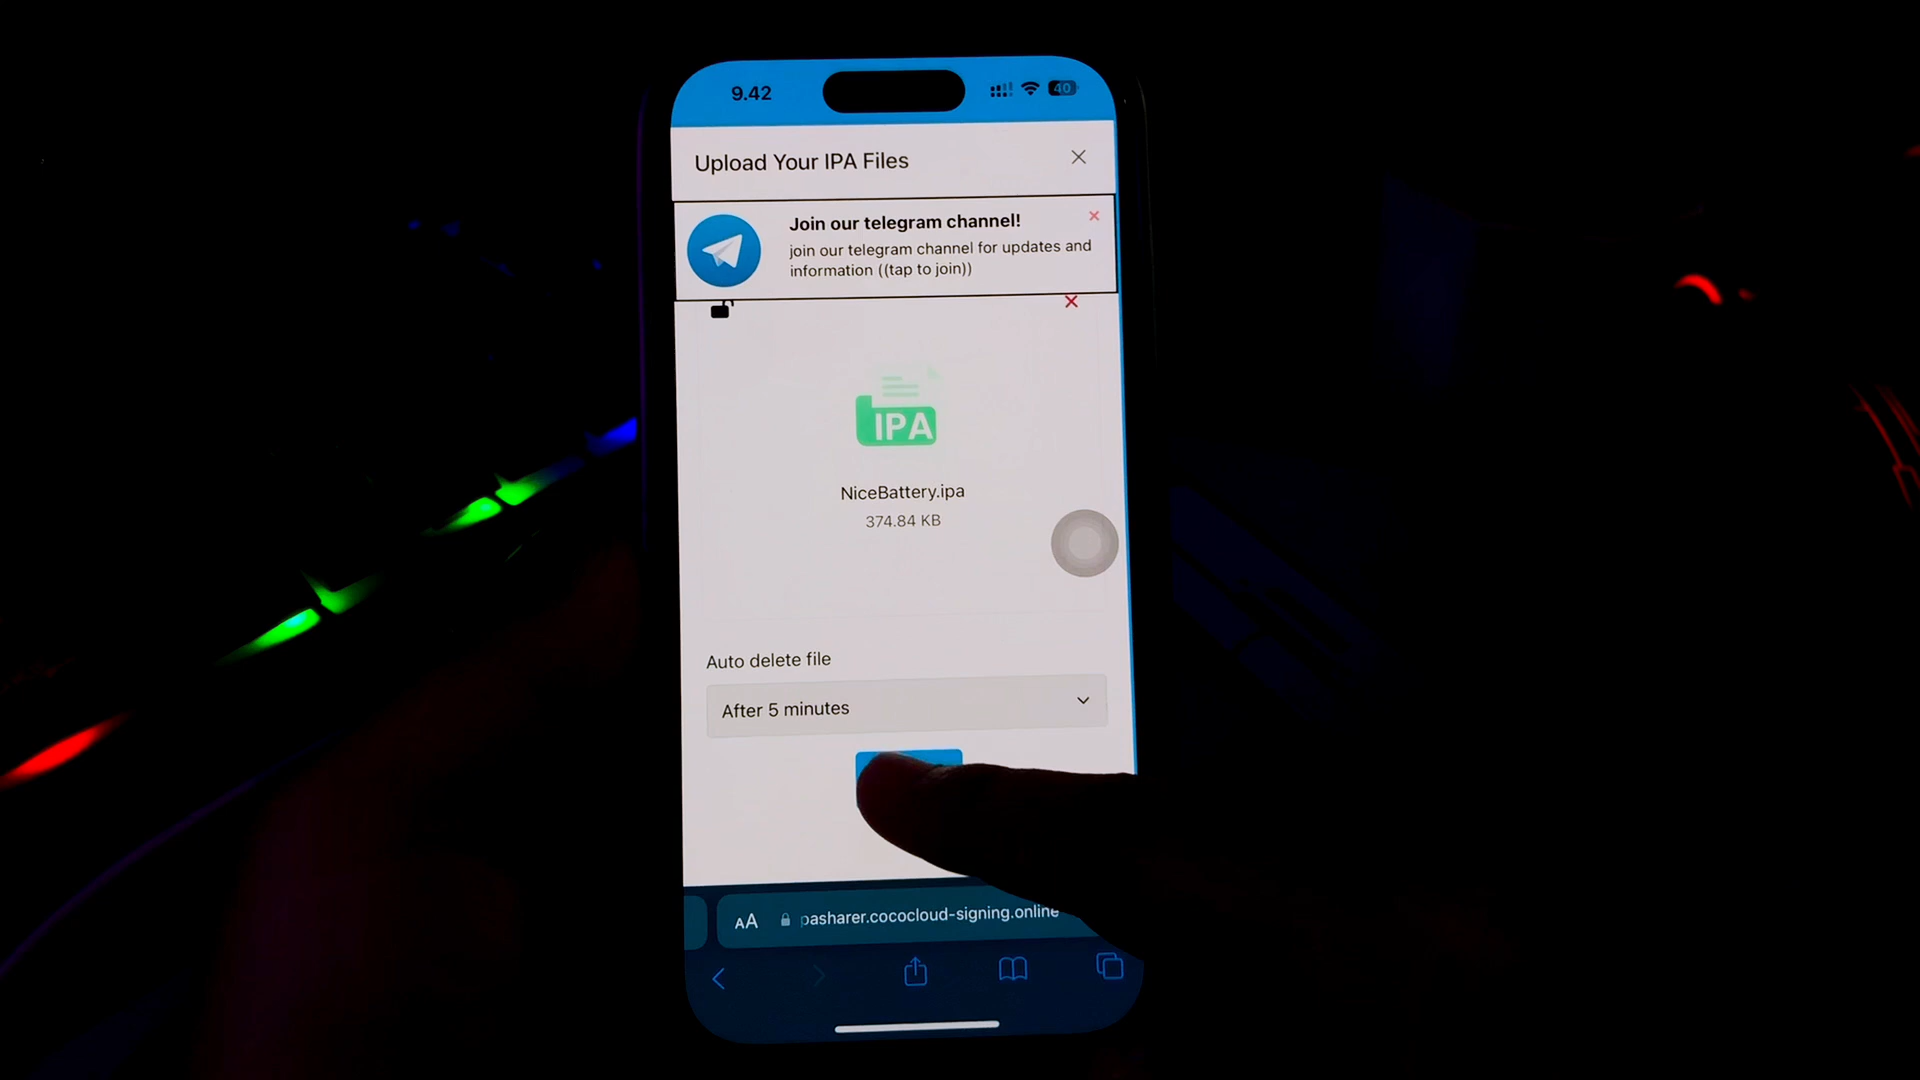 9.42
40
Upload Your IPA Files
Join our telegram channel!
join our telegram channel for updates and
information ((tap to join))
IPA
NiceBattery.ipa
374.84 KB
Auto delete file
After 5 minutes
AA
pasharer.cococloud-signing.online